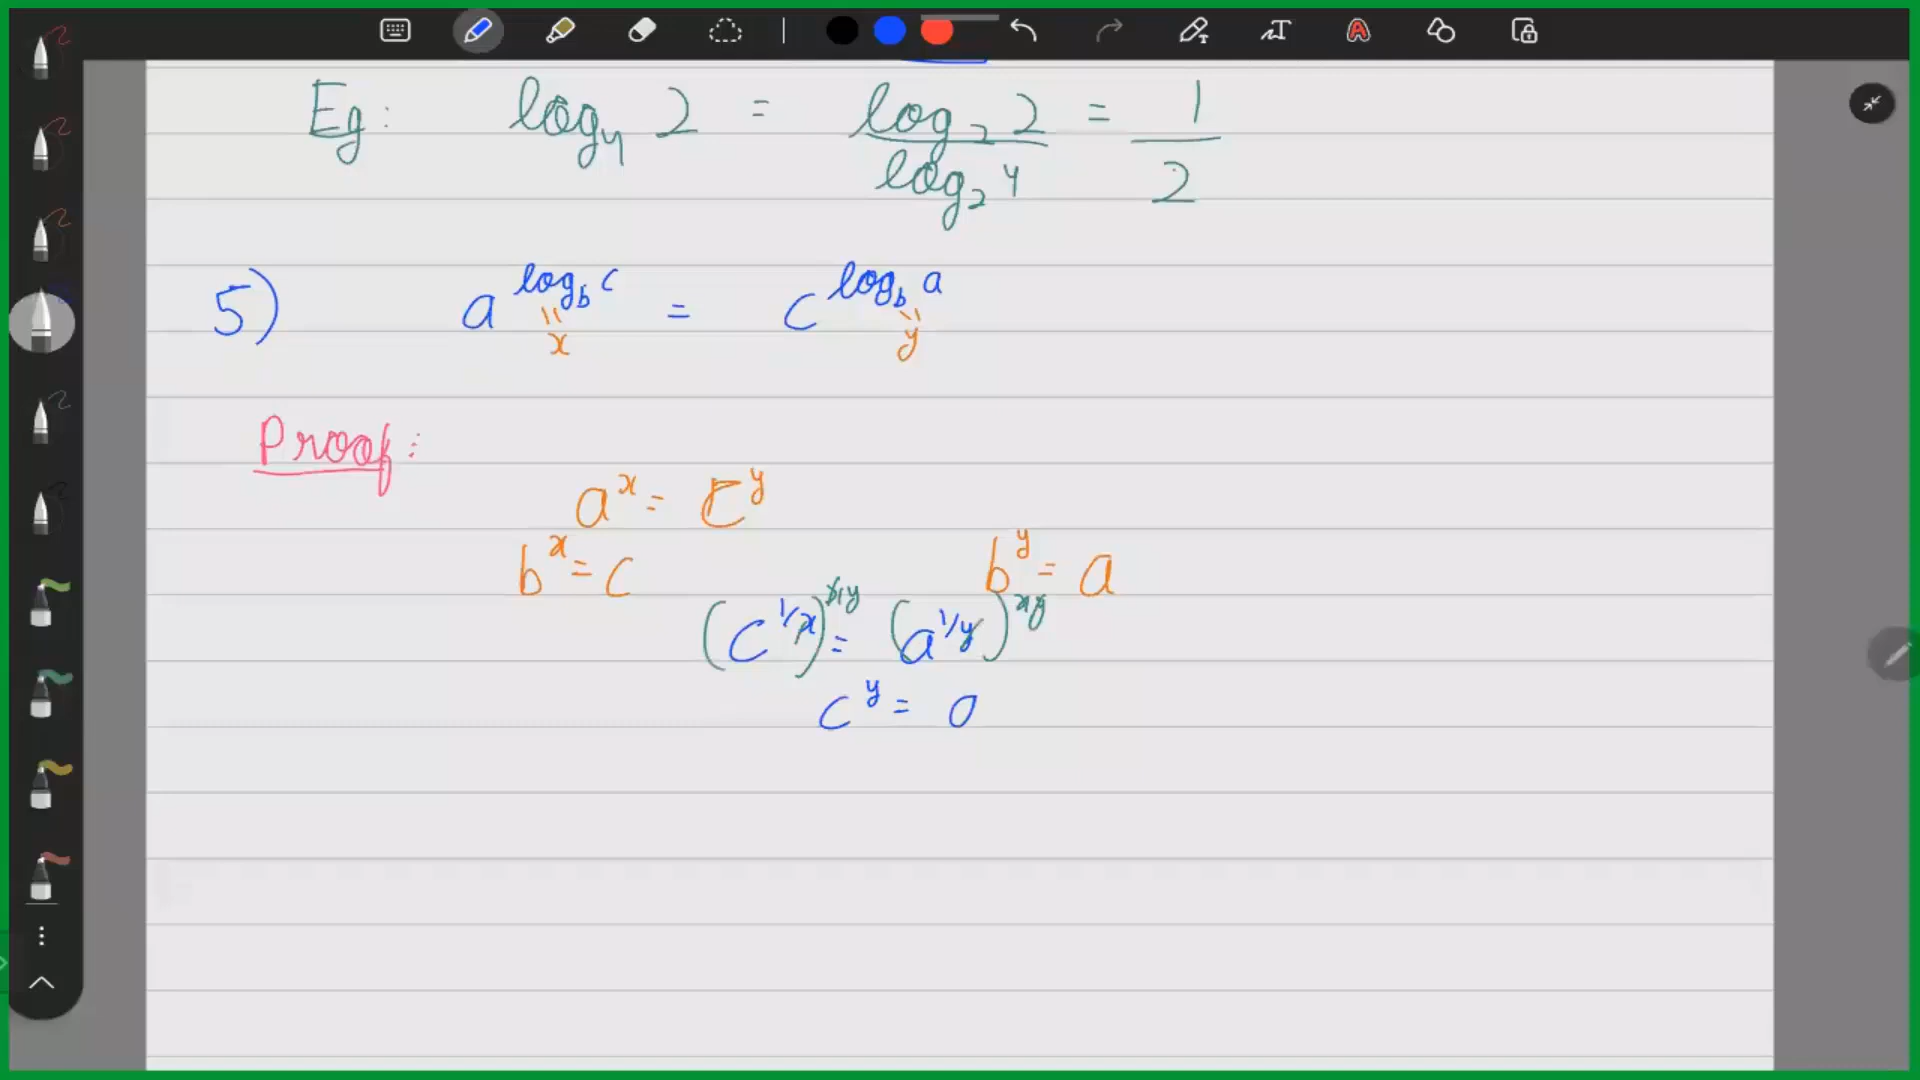 Eg: log₄ 2 = log₂ 2 / log₂ 4 = 1/2
5) a^(log_b c) = c^(log_b a)
= x = y
Proof:
a^x = c^y
b^x = c b^y = a
(c^(1/x))^(xy) = (a^(1/y))^(xy)
c^y = a